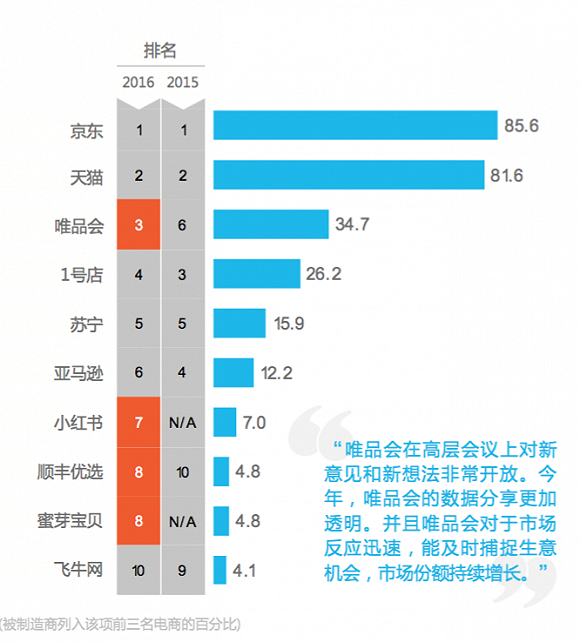 排名
2016 2015
京东 1 1 85.6
天猫 2 2 81.6
唯品会 3 6 34.7
1号店 4 3 26.2
苏宁 5 5 15.9
亚马逊 6 4 12.2
小红书 7 N/A 7.0
顺丰优选 8 10 4.8
蜜芽宝贝 8 N/A 4.8
飞牛网 10 9 4.1
“唯品会在高层会议上对新
意见和新想法非常开放。今
年，唯品会的数据分享更加
透明。并且唯品会对于市场
反应迅速，能及时捕捉生意
机会，市场份额持续增长。”
(被制造商列入该项前三名电商的百分比)